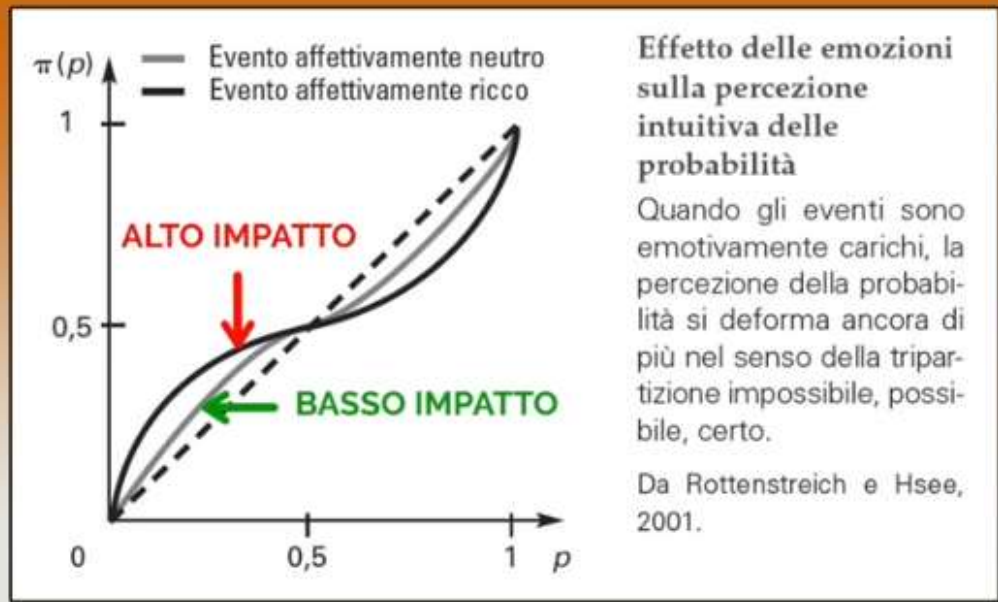 π(p)
Evento affettivamente neutro
Evento affettivamente ricco
1
ALTO IMPATTO
0,5
BASSO IMPATTO
0
0,5
1
p
Effetto delle emozioni
sulla percezione
intuitiva delle
probabilità
Quando gli eventi sono
emotivamente carichi, la
percezione della probabi-
lità si deforma ancora di
più nel senso della tripar-
tizione impossibile, possi-
bile, certo.
Da Rottenstreich e Hsee,
2001.